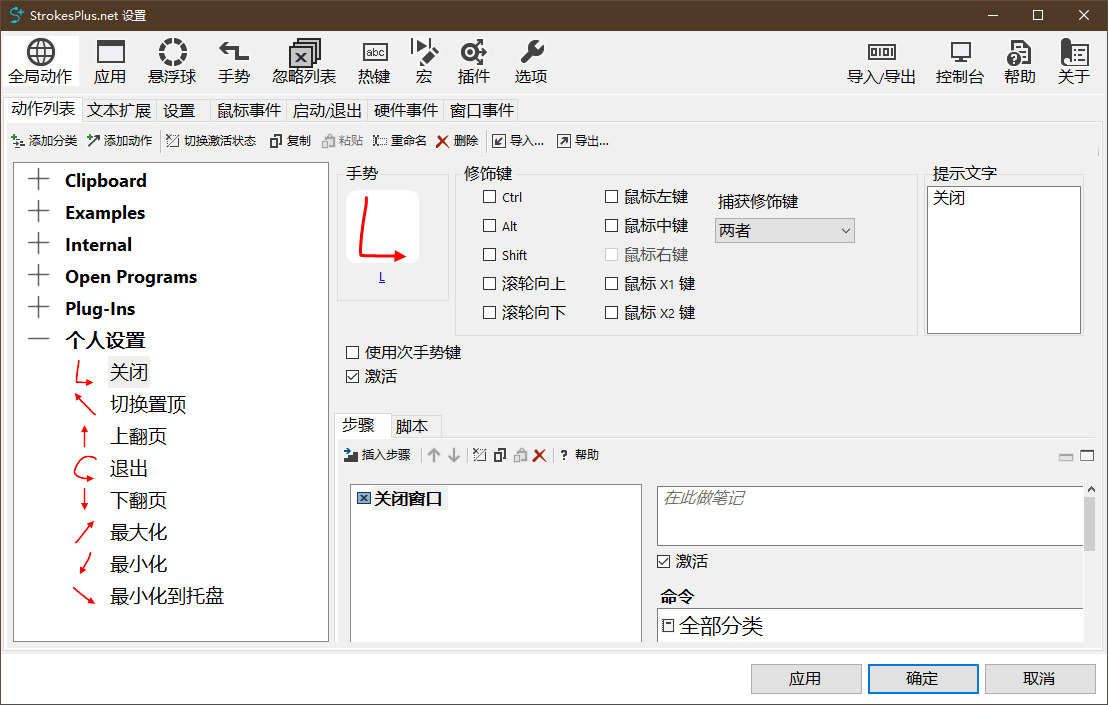 StrokesPlus.net 设置
全局动作 应用 悬浮球 手势 忽略列表 热键 宏 插件 选项 导入/导出 控制台 帮助 关于
abc
动作列表 文本扩展 设置 鼠标事件 启动/退出 硬件事件 窗口事件
添加分类 添加动作 切换激活状态 复制 粘贴 重命名 删除 导入... 导出...
Clipboard
Examples
Internal
Open Programs
Plug-Ins
个人设置
关闭
切换置顶
上翻页
退出
下翻页
最大化
最小化
最小化到托盘
手势
L
修饰键
Ctrl 鼠标左键
Alt 鼠标中键
Shift 鼠标右键
滚轮向上 鼠标 X1 键
滚轮向下 鼠标 X2 键
捕获修饰键
两者
提示文字
关闭
使用次手势键
激活
步骤 脚本
插入步骤 ? 帮助
关闭窗口
在此做笔记
激活
命令
全部分类
应用 确定 取消